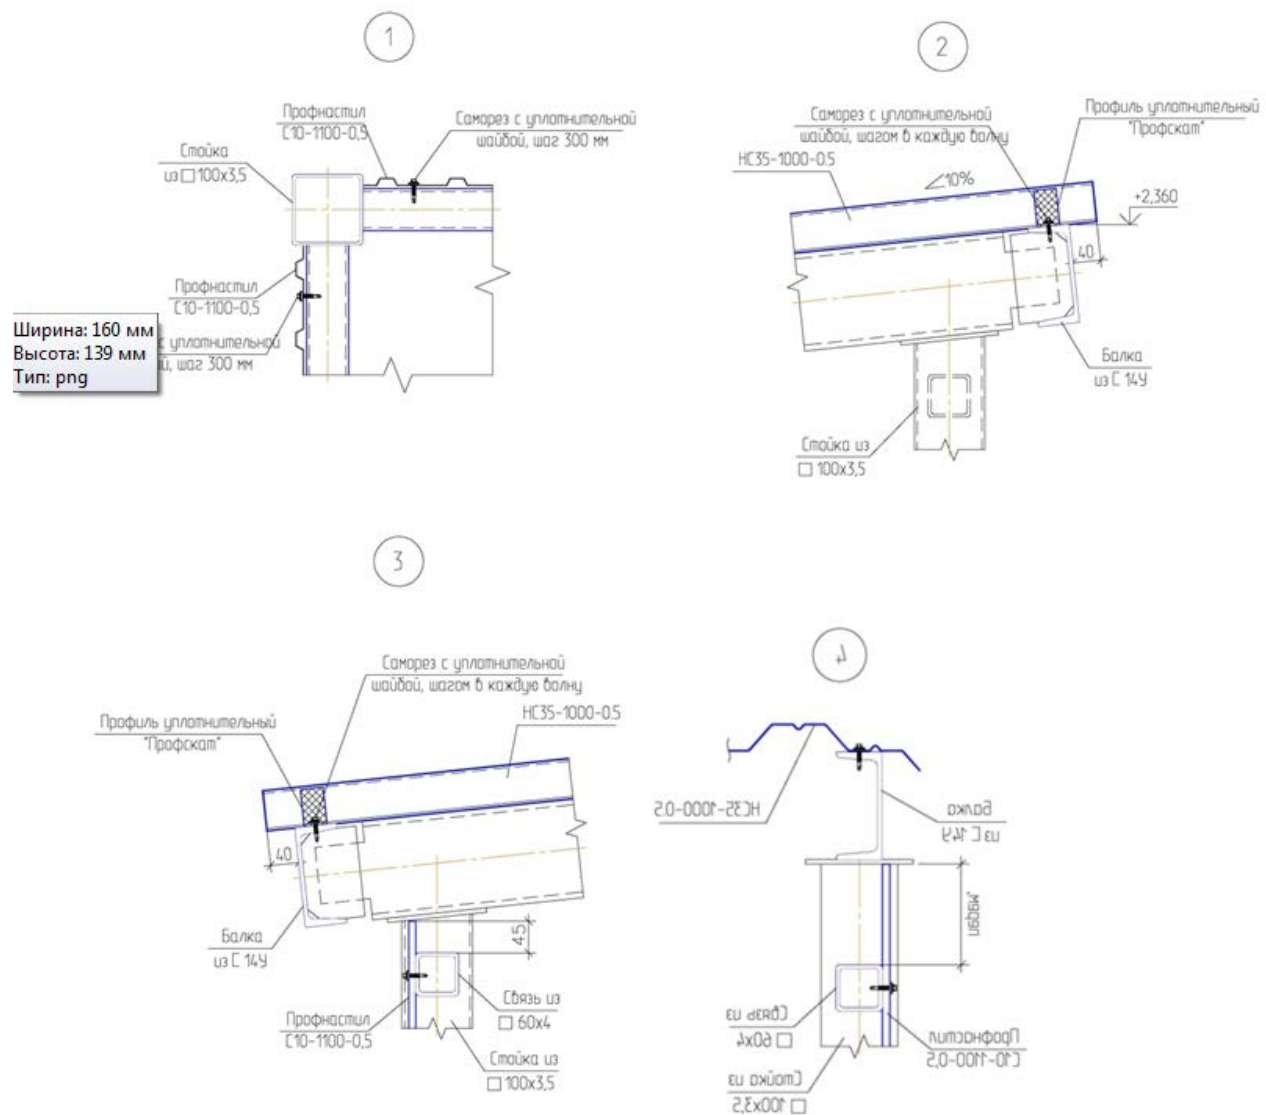 1
Профнастил
С10-1100-0,5
Саморез с уплотнительной
шайбой, шаг 300 мм
Стойка
из □ 100х3,5
Профнастил
С10-1100-0,5
с уплотнительной
й, шаг 300 мм
Ширина: 160 мм
Высота: 139 мм
Тип: png
2
Саморез с уплотнительной
шайбой, шагом в каждую волну
Профиль уплотнительный
"Профскат"
НС35-1000-0.5
10%
+2,360
40
Балка
из С 14У
Стойка из
□ 100х3,5
3
Саморез с уплотнительной
шайбой, шагом в каждую волну
НС35-1000-0.5
Профиль уплотнительный
"Профскат"
40
45
Балка
из С 14У
Связь из
□ 60х4
Профнастил
С10-1100-0,5
Стойка из
□ 100х3,5
4
НС35-1000-0.5
Балка
из С 14У
Связь из
□ 60х4
Профнастил
С10-1100-0,5
Стойка из
□ 100х3,5